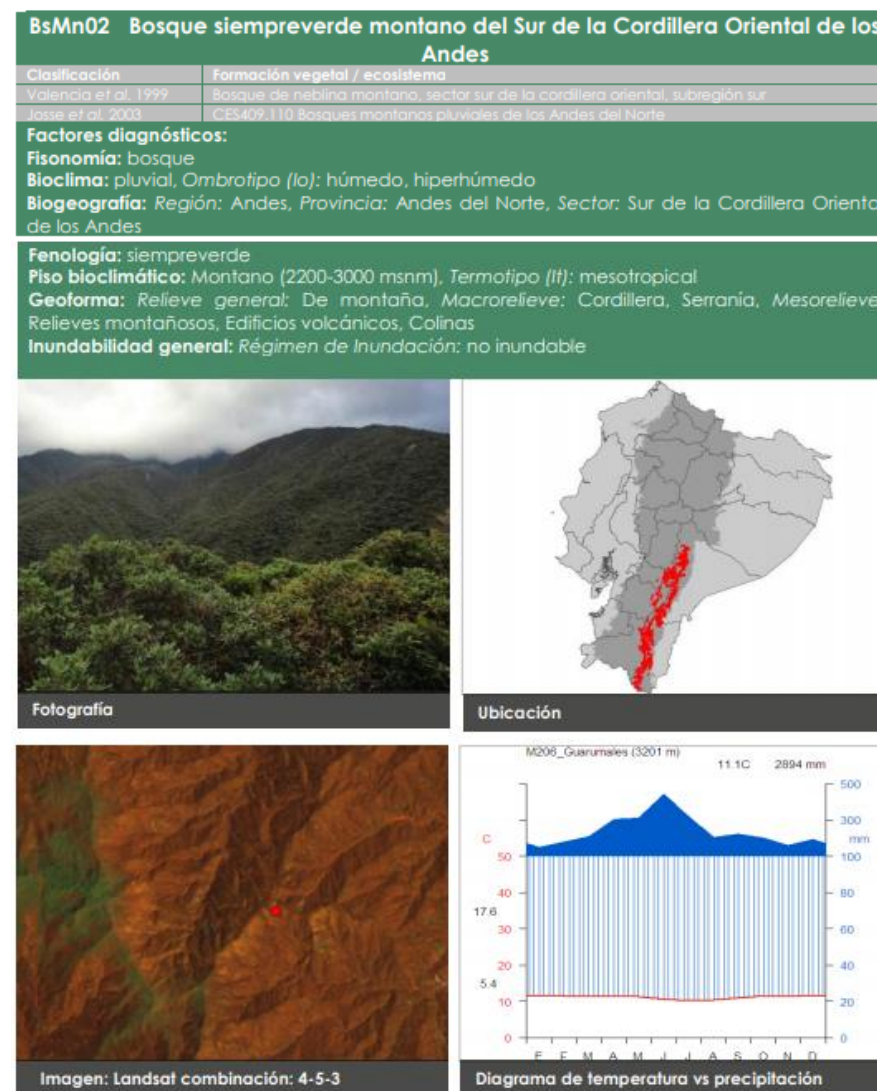 BsMn02 Bosque siempreverde montano del Sur de la Cordillera Oriental de los
Andes
Clasificación Formación vegetal / ecosistema
Valencia et al. 1999 Bosque de neblina montano, sector sur de la cordillera oriental, subregión sur
Josse et al. 2003 CES409.110 Bosques montanos pluviales de los Andes del Norte
Factores diagnósticos:
Fisonomía: bosque
Bioclima: pluvial, Ombrotipo (Io): húmedo, hiperhúmedo
Biogeografía: Región: Andes, Provincia: Andes del Norte, Sector: Sur de la Cordillera Orienta
de los Andes
Fenología: siempreverde
Piso bioclimático: Montano (2200-3000 msnm), Termotipo (It): mesotropical
Geoforma: Relieve general: De montaña, Macrorelieve: Cordillera, Serranía, Mesorelieve
Relieves montañosos, Edificios volcánicos, Colinas
Inundabilidad general: Régimen de Inundación: no inundable
Fotografía
Ubicación
M206_Guarumales (3201 m)
11.1C 2894 mm
500
300
C mm
50 100
40 80
17.6
30 60
20 40
5.4
10 20
0 0
E F M A M J J A S O N D
Imagen: Landsat combinación: 4-5-3
Diagrama de temperatura vs precipitación